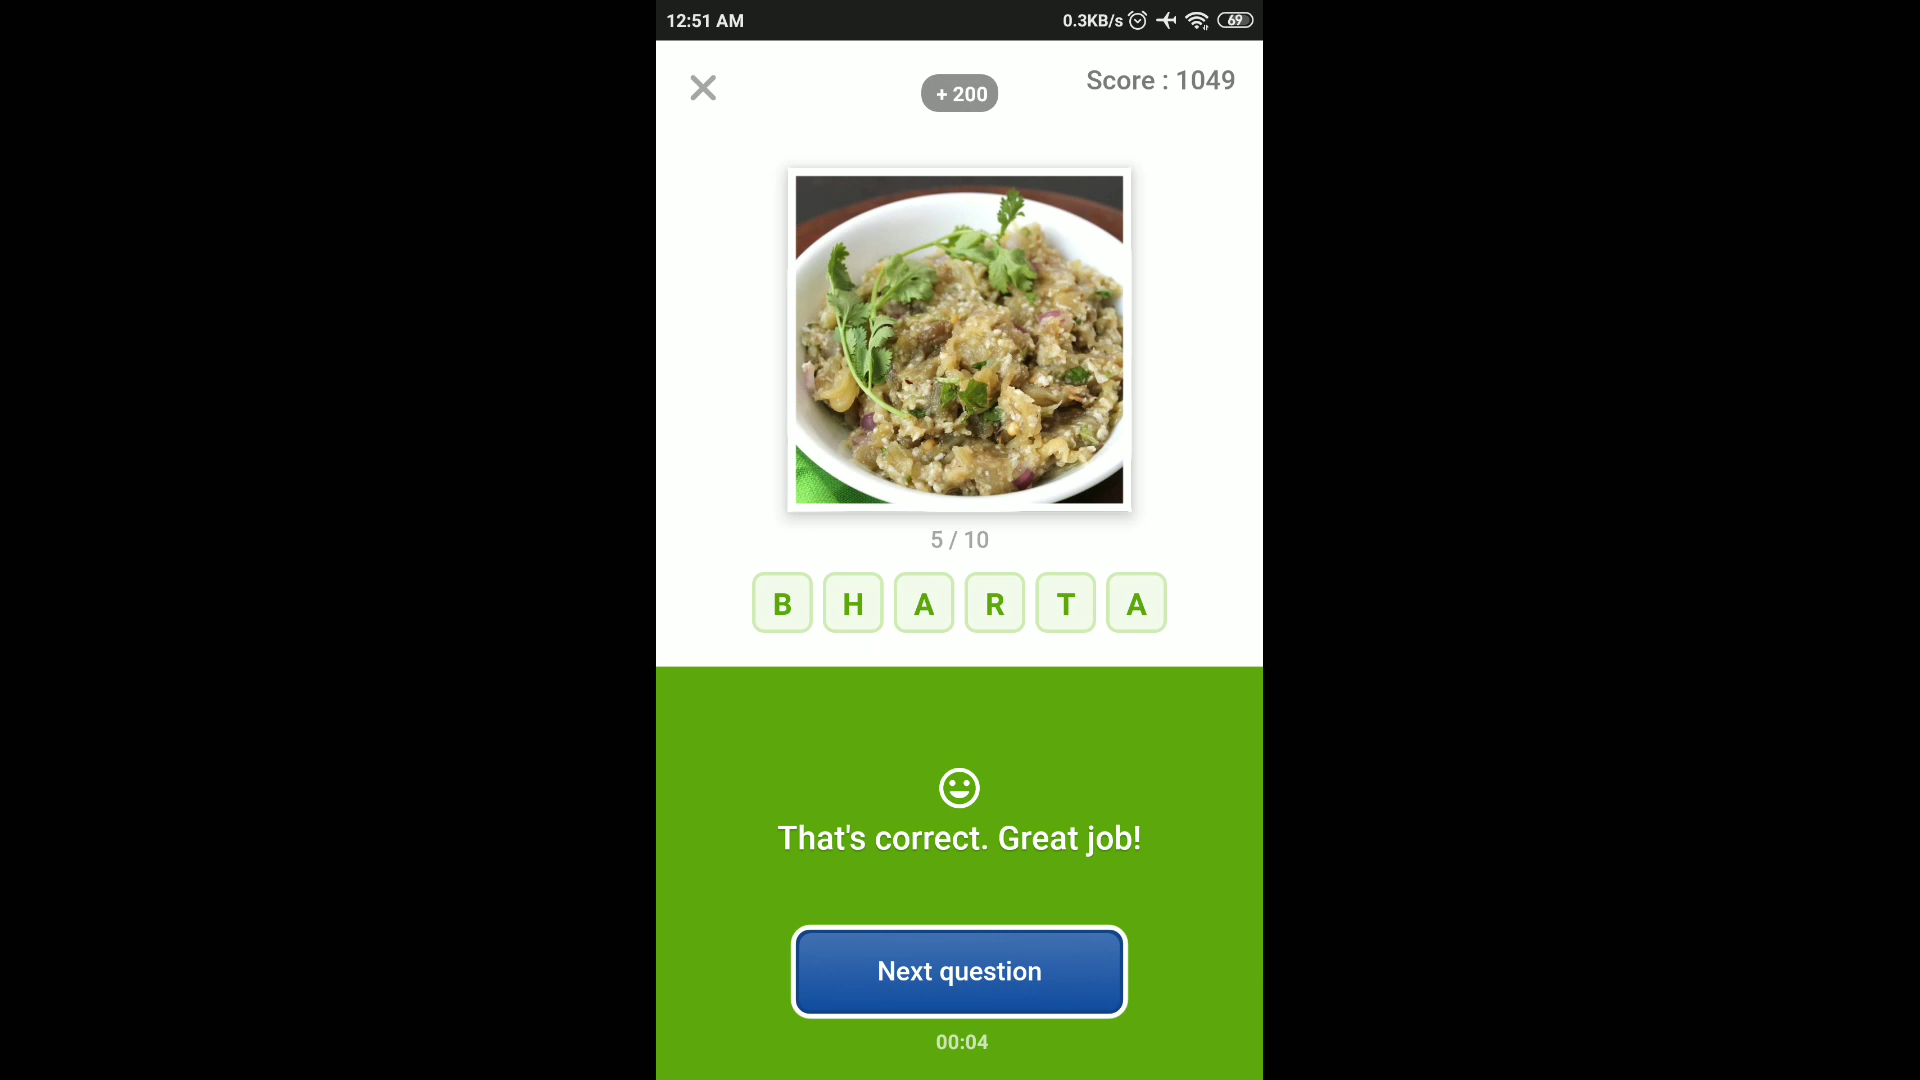 12:51 AM
0.3KB/s
69
+ 200
Score : 1049
5 / 10
B H A R T A
That's correct. Great job!
Next question
00:04